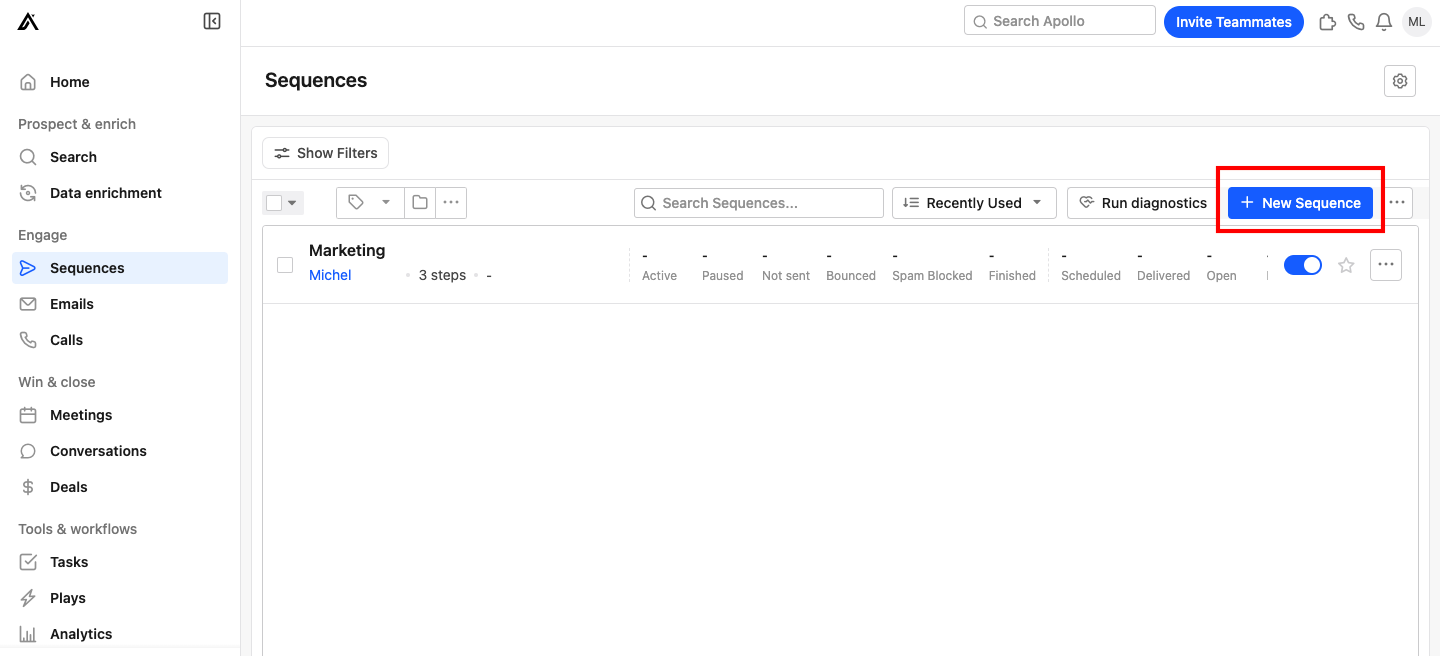 Search Apollo
Invite Teammates
ML
Home
Prospect & enrich
Search
Data enrichment
Engage
Sequences
Emails
Calls
Win & close
Meetings
Conversations
Deals
Tools & workflows
Tasks
Plays
Analytics
Sequences
Show Filters
Search Sequences...
Recently Used
Run diagnostics
+ New Sequence
Marketing
Michel
3 steps
-
- Active
- Paused
- Not sent
- Bounced
- Spam Blocked
- Finished
- Scheduled
- Delivered
- Open